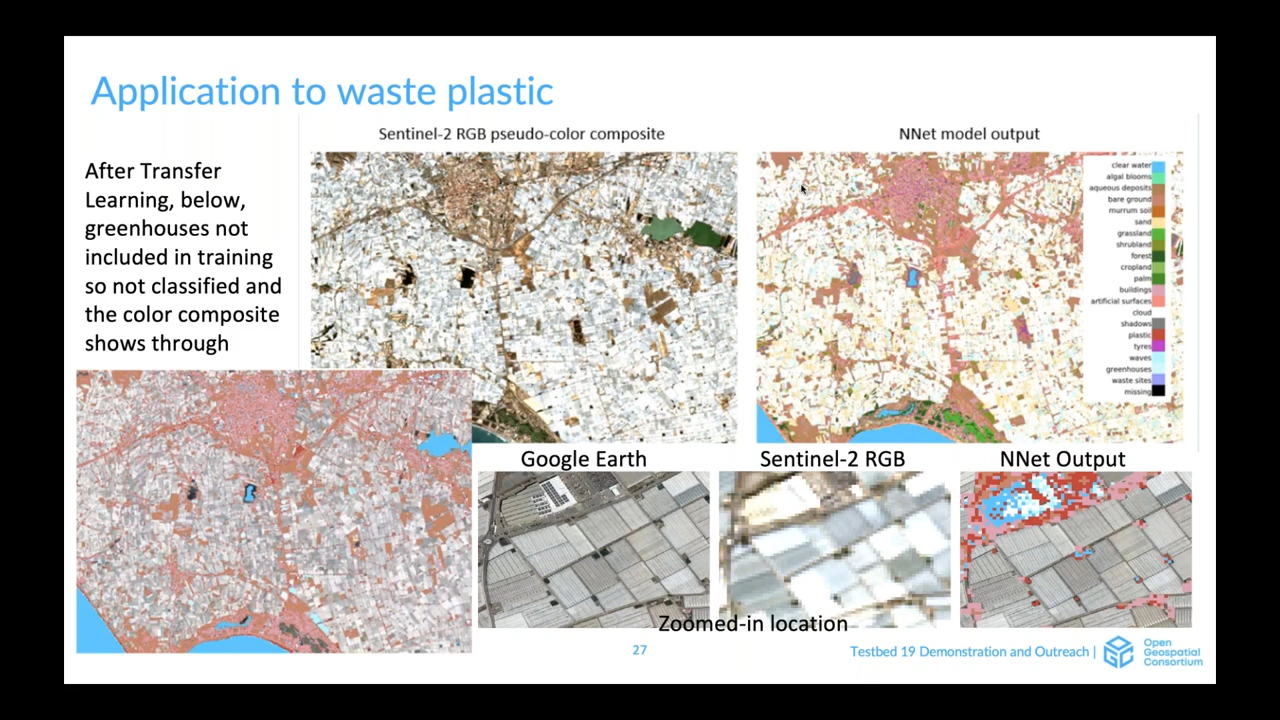 Application to waste plastic
Sentinel-2 RGB pseudo-color composite
NNet model output
After Transfer
Learning, below,
greenhouses not
included in training
so not classified and
the color composite
shows through
clear water
algal blooms
aqueous deposits
bare ground
murrum soil
sand
grassland
shrubland
forest
cropland
palm
buildings
artificial surfaces
cloud
shadows
plastic
tyres
waves
greenhouses
waste sites
missing
Google Earth
Sentinel-2 RGB
NNet Output
Zoomed-in location
27
Testbed 19 Demonstration and Outreach |
Open
Geospatial
Consortium